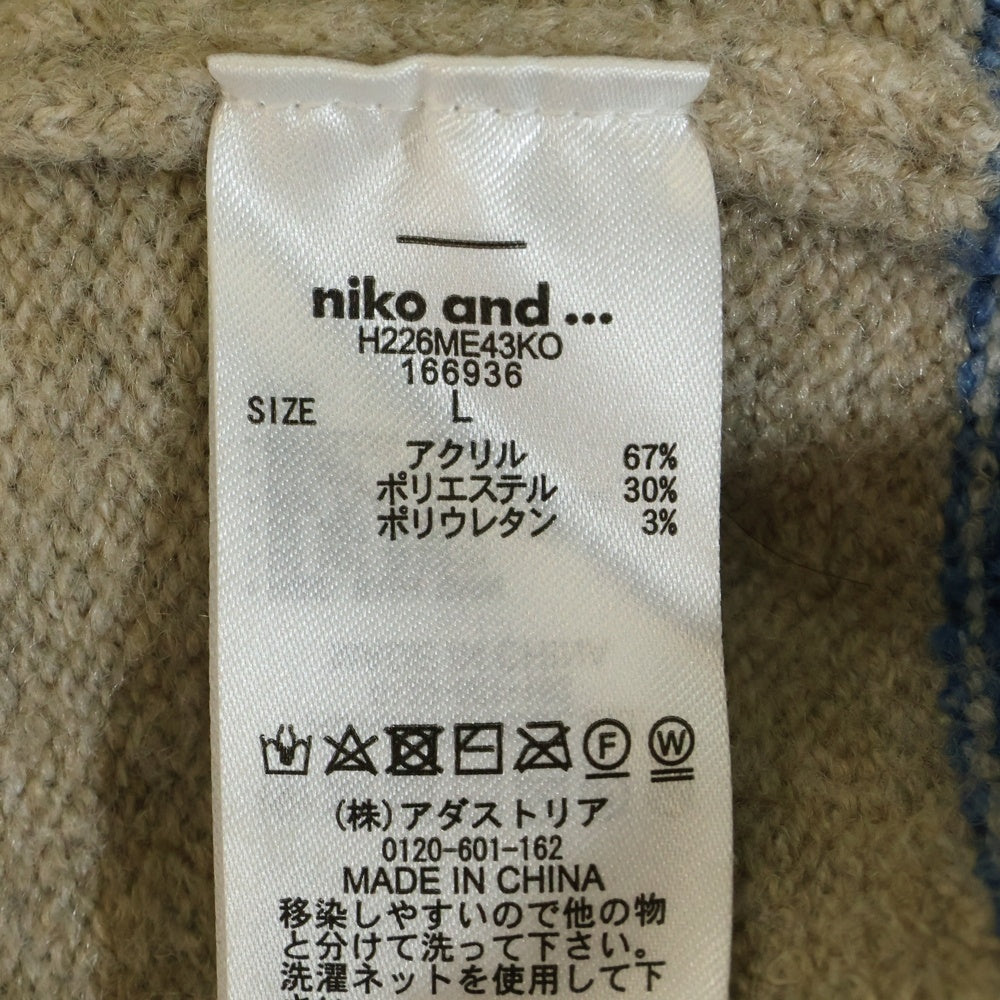 niko and ...
H226ME43KO
166936
SIZE L
アクリル 67%
ポリエステル 30%
ポリウレタン 3%
F W
(株)アダストリア
0120-601-162
MADE IN CHINA
移染しやすいので他の物
と分けて洗って下さい。
洗濯ネットを使用して下